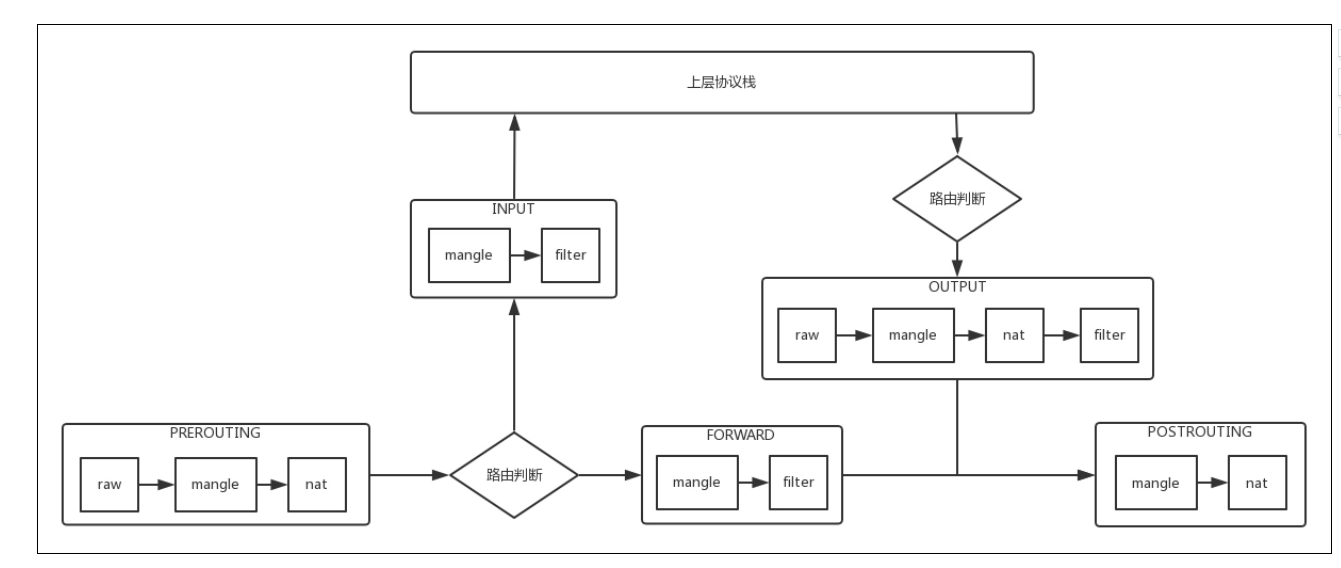 上层协议栈
路由判断
INPUT
mangle
filter
OUTPUT
raw
mangle
nat
filter
PREROUTING
raw
mangle
nat
路由判断
FORWARD
mangle
filter
POSTROUTING
mangle
nat